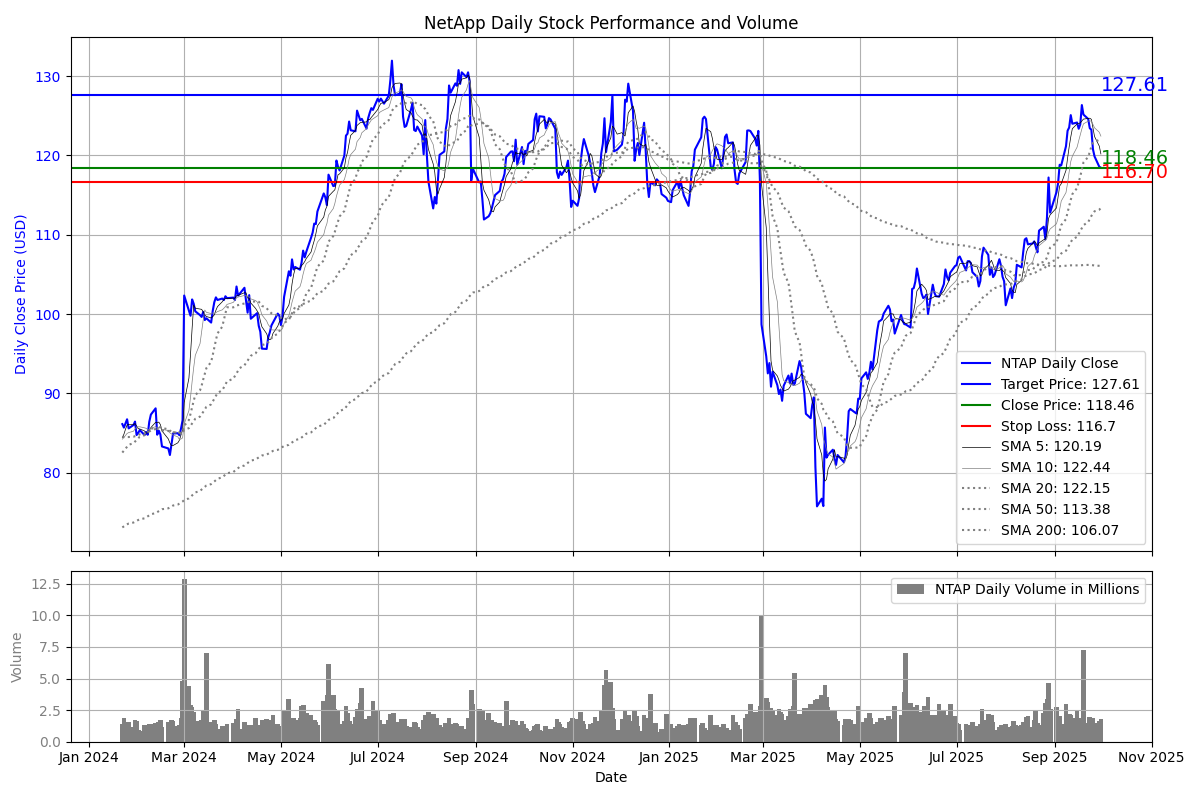 NetApp Daily Stock Performance and Volume
Daily Close Price (USD)
130
120
110
100
90
80
127.61
118.46
116.70
NTAP Daily Close
Target Price: 127.61
Close Price: 118.46
Stop Loss: 116.7
SMA 5: 120.19
SMA 10: 122.44
SMA 20: 122.15
SMA 50: 113.38
SMA 200: 106.07
Volume
12.5
10.0
7.5
5.0
2.5
0.0
NTAP Daily Volume in Millions
Jan 2024 Mar 2024 May 2024 Jul 2024 Sep 2024 Nov 2024 Jan 2025 Mar 2025 May 2025 Jul 2025 Sep 2025 Nov 2025
Date